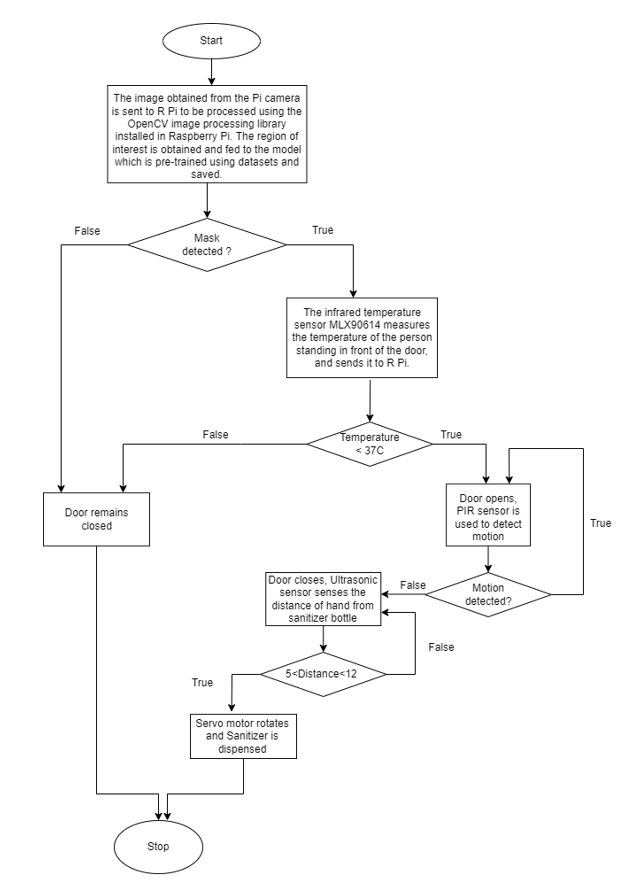 Start
The image obtained from the Pi camera
is sent to R Pi to be processed using the
OpenCV image processing library
installed in Raspberry Pi. The region of
interest is obtained and fed to the model
which is pre-trained using datasets and
saved.
False
True
Mask
detected ?
The infrared temperature
sensor MLX90614 measures
the temperature of the person
standing in front of the door,
and sends it to R Pi.
False
True
Temperature
< 37C
Door remains
closed
Door opens,
PIR sensor is
used to detect
motion
True
Door closes, Ultrasonic
sensor senses the
distance of hand from
sanitizer bottle
False
Motion
detected?
False
True
5<Distance<12
Servo motor rotates
and Sanitizer is
dispensed
Stop